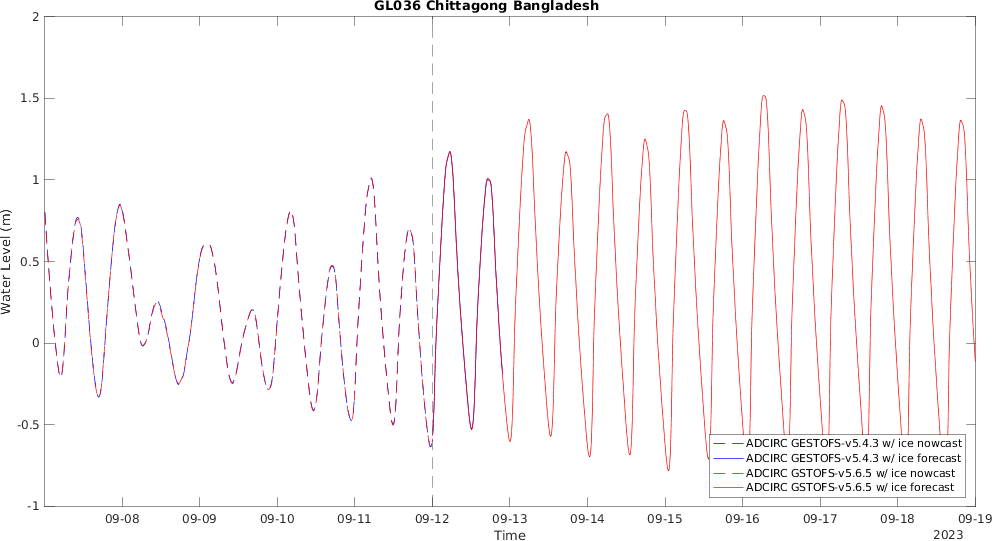 GL036 Chittagong Bangladesh
2
1.5
1
0.5
0
-0.5
-1
Water Level (m)
ADCIRC GESTOFS-v5.4.3 w/ ice nowcast
ADCIRC GESTOFS-v5.4.3 w/ ice forecast
ADCIRC GSTOFS-v5.6.5 w/ ice nowcast
ADCIRC GSTOFS-v5.6.5 w/ ice forecast
09-08 09-09 09-10 09-11 09-12 09-13 09-14 09-15 09-16 09-17 09-18 09-19
Time
2023